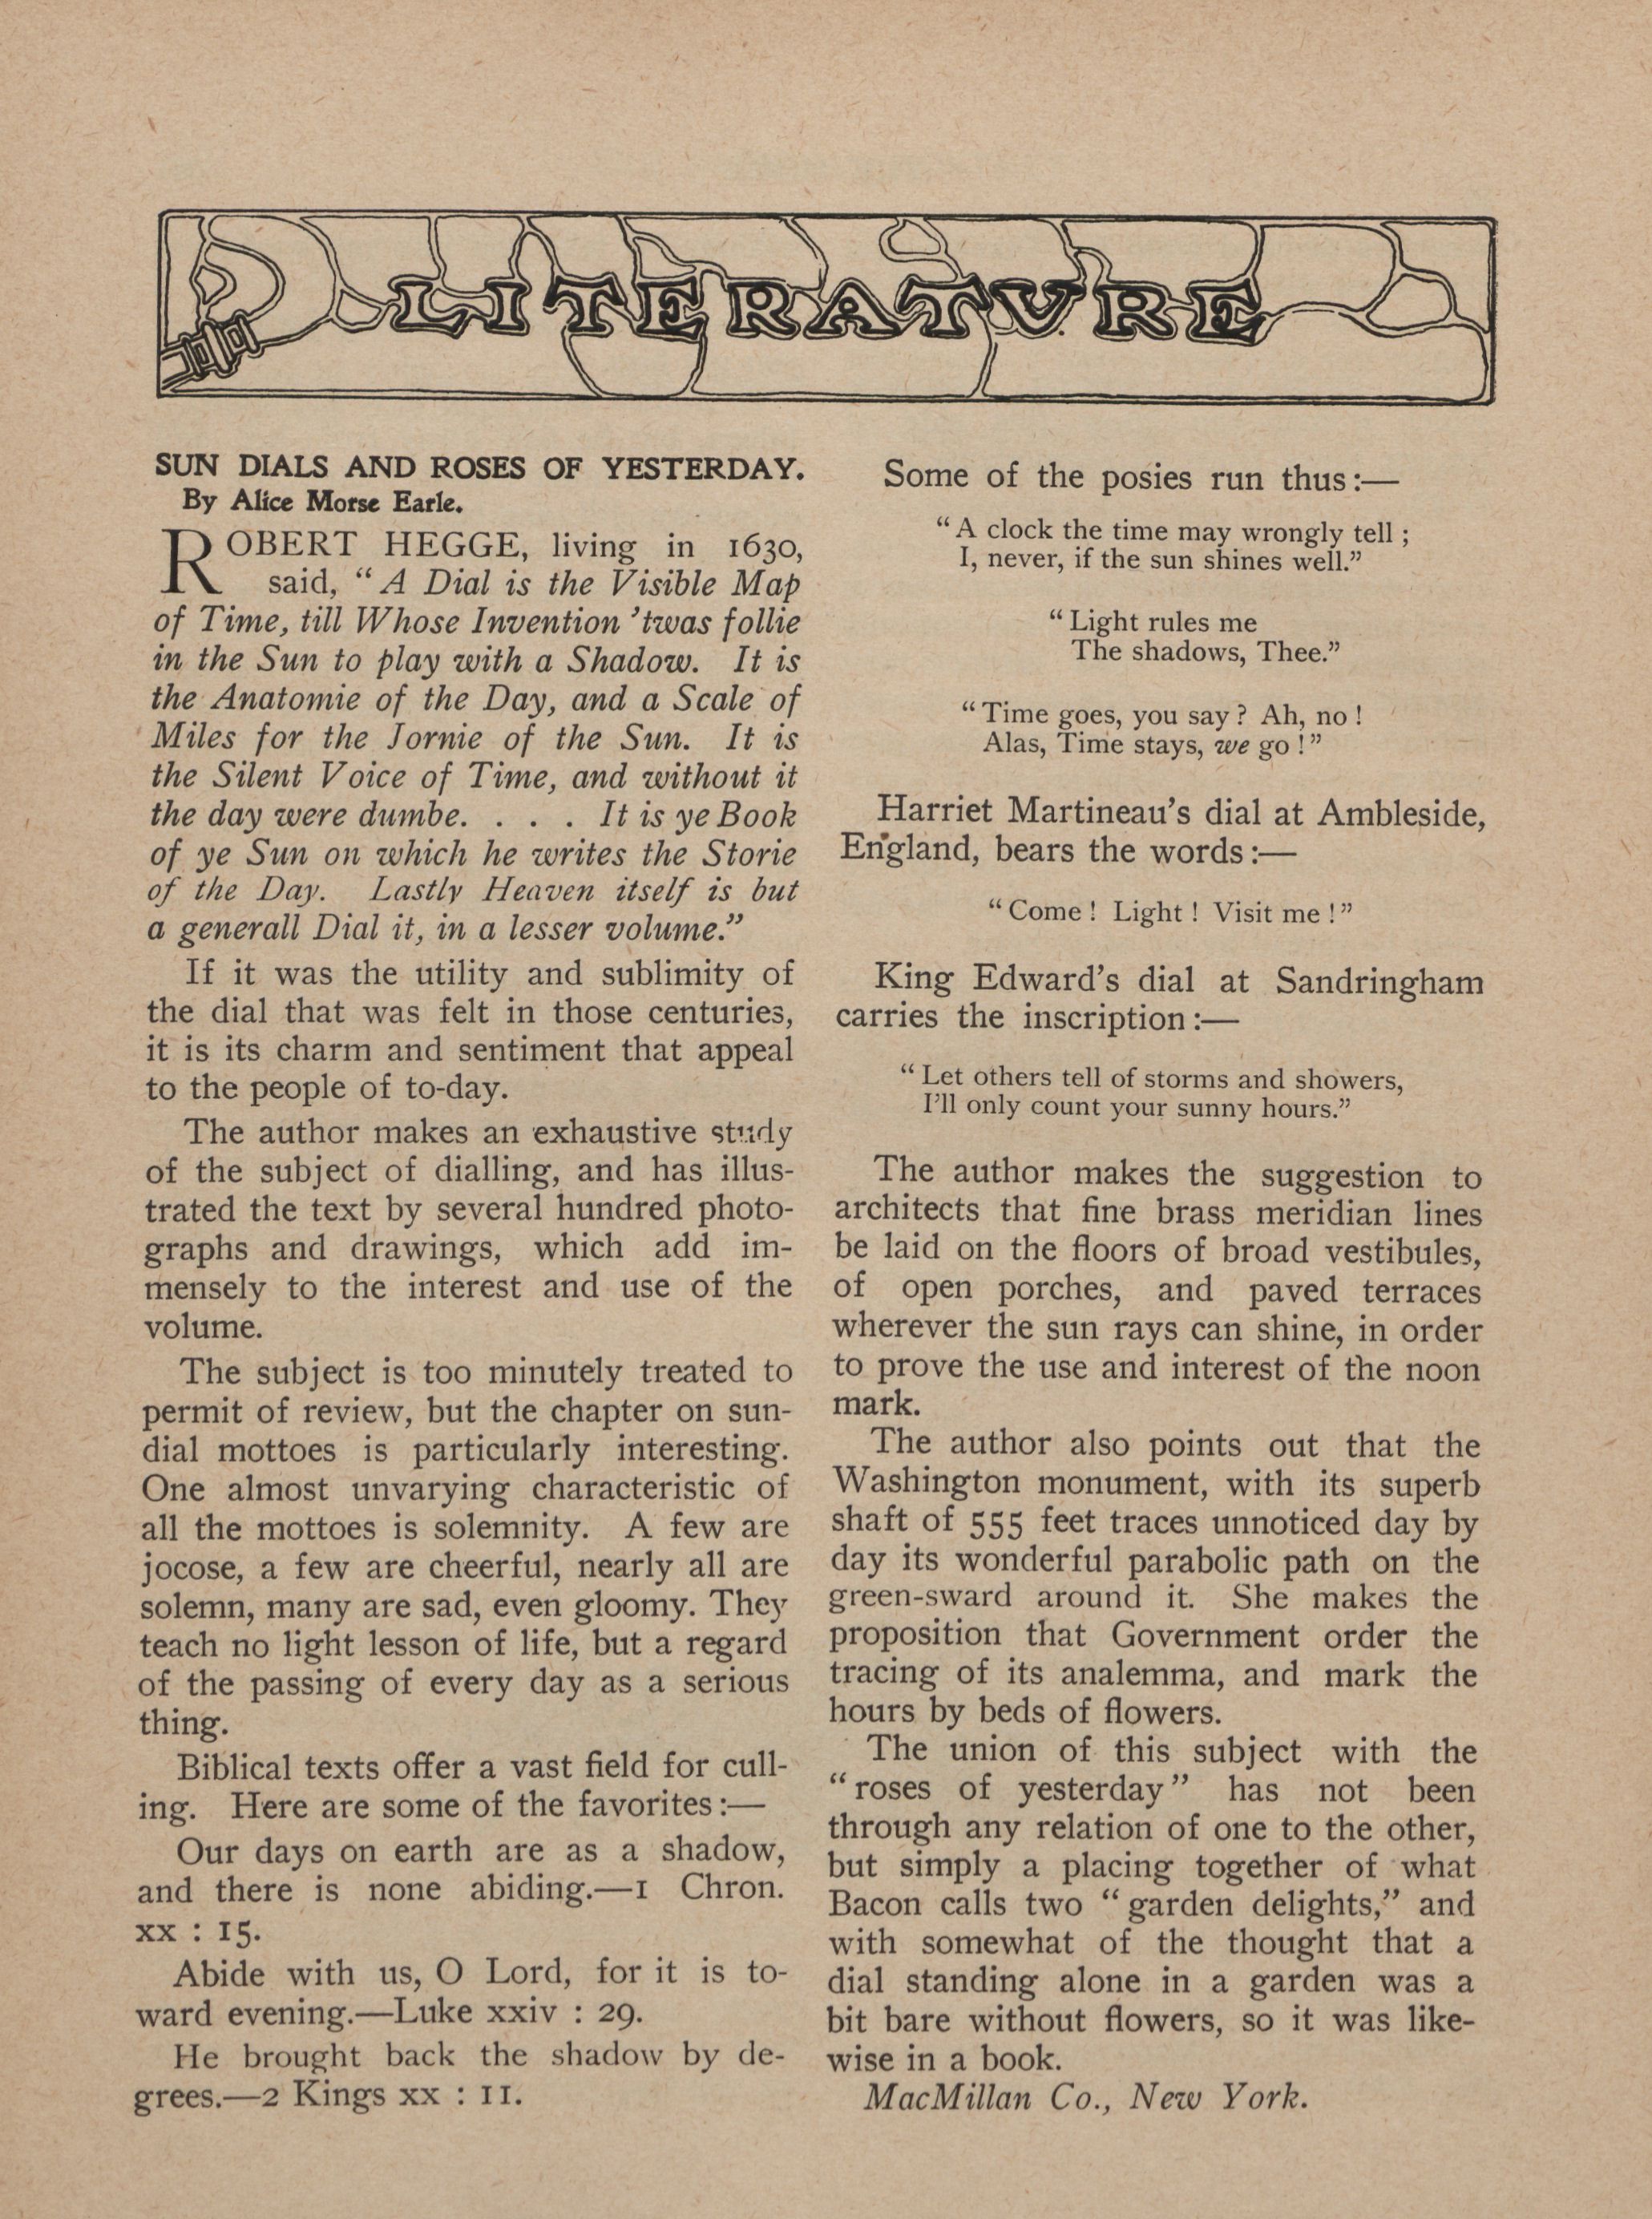 LITERATVRE
SUN DIALS AND ROSES OF YESTERDAY.
By Alice Morse Earle.
ROBERT HEGGE, living in 1630,
said, “A Dial is the Visible Map
of Time, till Whose Invention ’twas follie
in the Sun to play with a Shadow. It is
the Anatomie of the Day, and a Scale of
Miles for the Jornie of the Sun. It is
the Silent Voice of Time, and without it
the day were dumbe. . . . It is ye Book
of ye Sun on which he writes the Storie
of the Day. Lastly Heaven itself is but
a generall Dial it, in a lesser volume.”
If it was the utility and sublimity of
the dial that was felt in those centuries,
it is its charm and sentiment that appeal
to the people of to-day.
The author makes an exhaustive study
of the subject of dialling, and has illus-
trated the text by several hundred photo-
graphs and drawings, which add im-
mensely to the interest and use of the
volume.
The subject is too minutely treated to
permit of review, but the chapter on sun-
dial mottoes is particularly interesting.
One almost unvarying characteristic of
all the mottoes is solemnity. A few are
jocose, a few are cheerful, nearly all are
solemn, many are sad, even gloomy. They
teach no light lesson of life, but a regard
of the passing of every day as a serious
thing.
Biblical texts offer a vast field for cull-
ing. Here are some of the favorites:—
Our days on earth are as a shadow,
and there is none abiding.—1 Chron.
xx : 15.
Abide with us, O Lord, for it is to-
ward evening.—Luke xxiv : 29.
He brought back the shadow by de-
grees.—2 Kings xx : 11.
Some of the posies run thus:—
“A clock the time may wrongly tell ;
I, never, if the sun shines well.”
“Light rules me
The shadows, Thee.”
“Time goes, you say ? Ah, no !
Alas, Time stays, we go !”
Harriet Martineau’s dial at Ambleside,
England, bears the words:—
“Come ! Light ! Visit me !”
King Edward’s dial at Sandringham
carries the inscription:—
“Let others tell of storms and showers,
I’ll only count your sunny hours.”
The author makes the suggestion to
architects that fine brass meridian lines
be laid on the floors of broad vestibules,
of open porches, and paved terraces
wherever the sun rays can shine, in order
to prove the use and interest of the noon
mark.
The author also points out that the
Washington monument, with its superb
shaft of 555 feet traces unnoticed day by
day its wonderful parabolic path on the
green-sward around it. She makes the
proposition that Government order the
tracing of its analemma, and mark the
hours by beds of flowers.
The union of this subject with the
“roses of yesterday” has not been
through any relation of one to the other,
but simply a placing together of what
Bacon calls two “garden delights,” and
with somewhat of the thought that a
dial standing alone in a garden was a
bit bare without flowers, so it was like-
wise in a book.
MacMillan Co., New York.